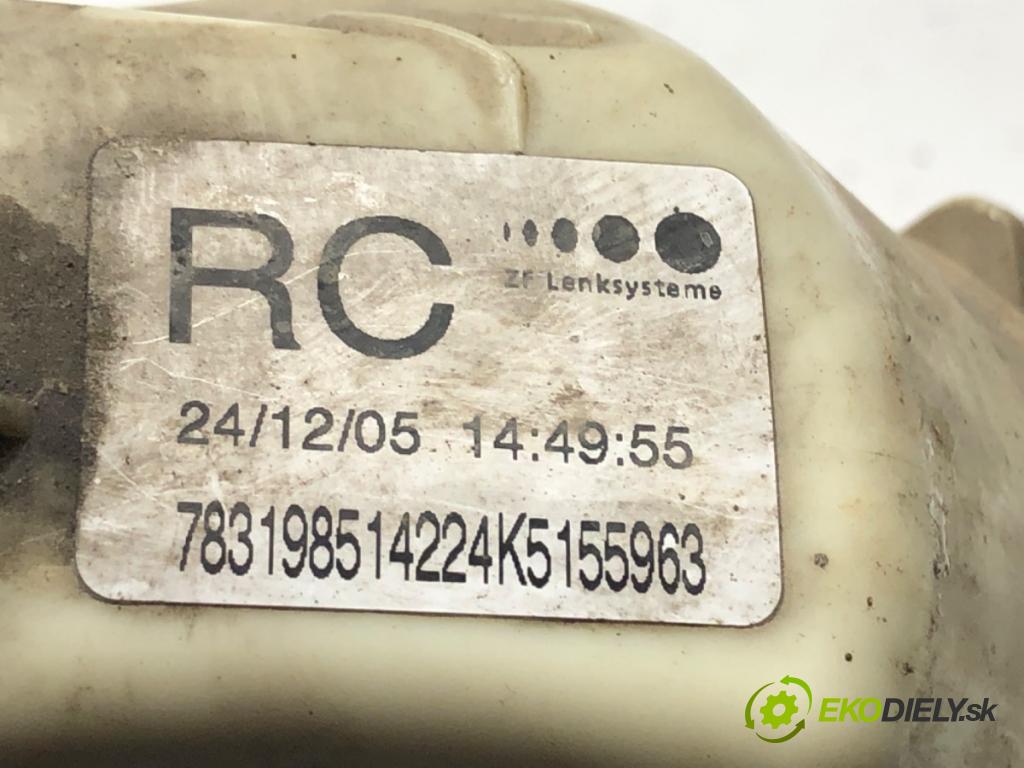 RC
ZF Lenksysteme
24/12/05 14:49:55
783198514224K5155963
EKODIELY.sk